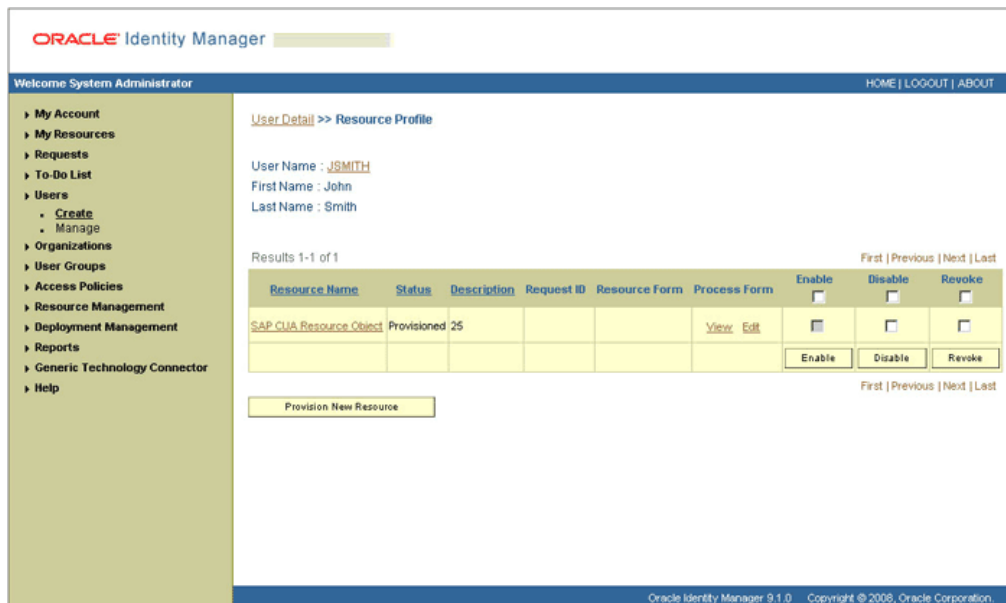 ORACLE Identity Manager
Welcome System Administrator HOME | LOGOUT | ABOUT
My Account
My Resources
Requests
To-Do List
Users
Create
Manage
Organizations
User Groups
Access Policies
Resource Management
Deployment Management
Reports
Generic Technology Connector
Help
User Detail >> Resource Profile
User Name : JSMITH
First Name : John
Last Name : Smith
Results 1-1 of 1 First | Previous | Next | Last
Resource Name Status Description Request ID Resource Form Process Form Enable Disable Revoke
SAP CUA Resource Object Provisioned 25 View Edit
Enable Disable Revoke
First | Previous | Next | Last
Provision New Resource
Oracle Identity Manager 9.1.0 Copyright © 2008, Oracle Corporation.